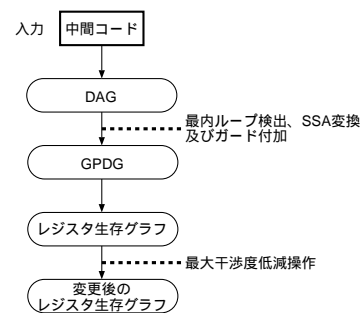 入力
中間コード
DAG
最内ループ検出、SSA変換
及びガード付加
GPDG
レジスタ生存グラフ
最大干渉度低減操作
変更後の
レジスタ生存グラフ